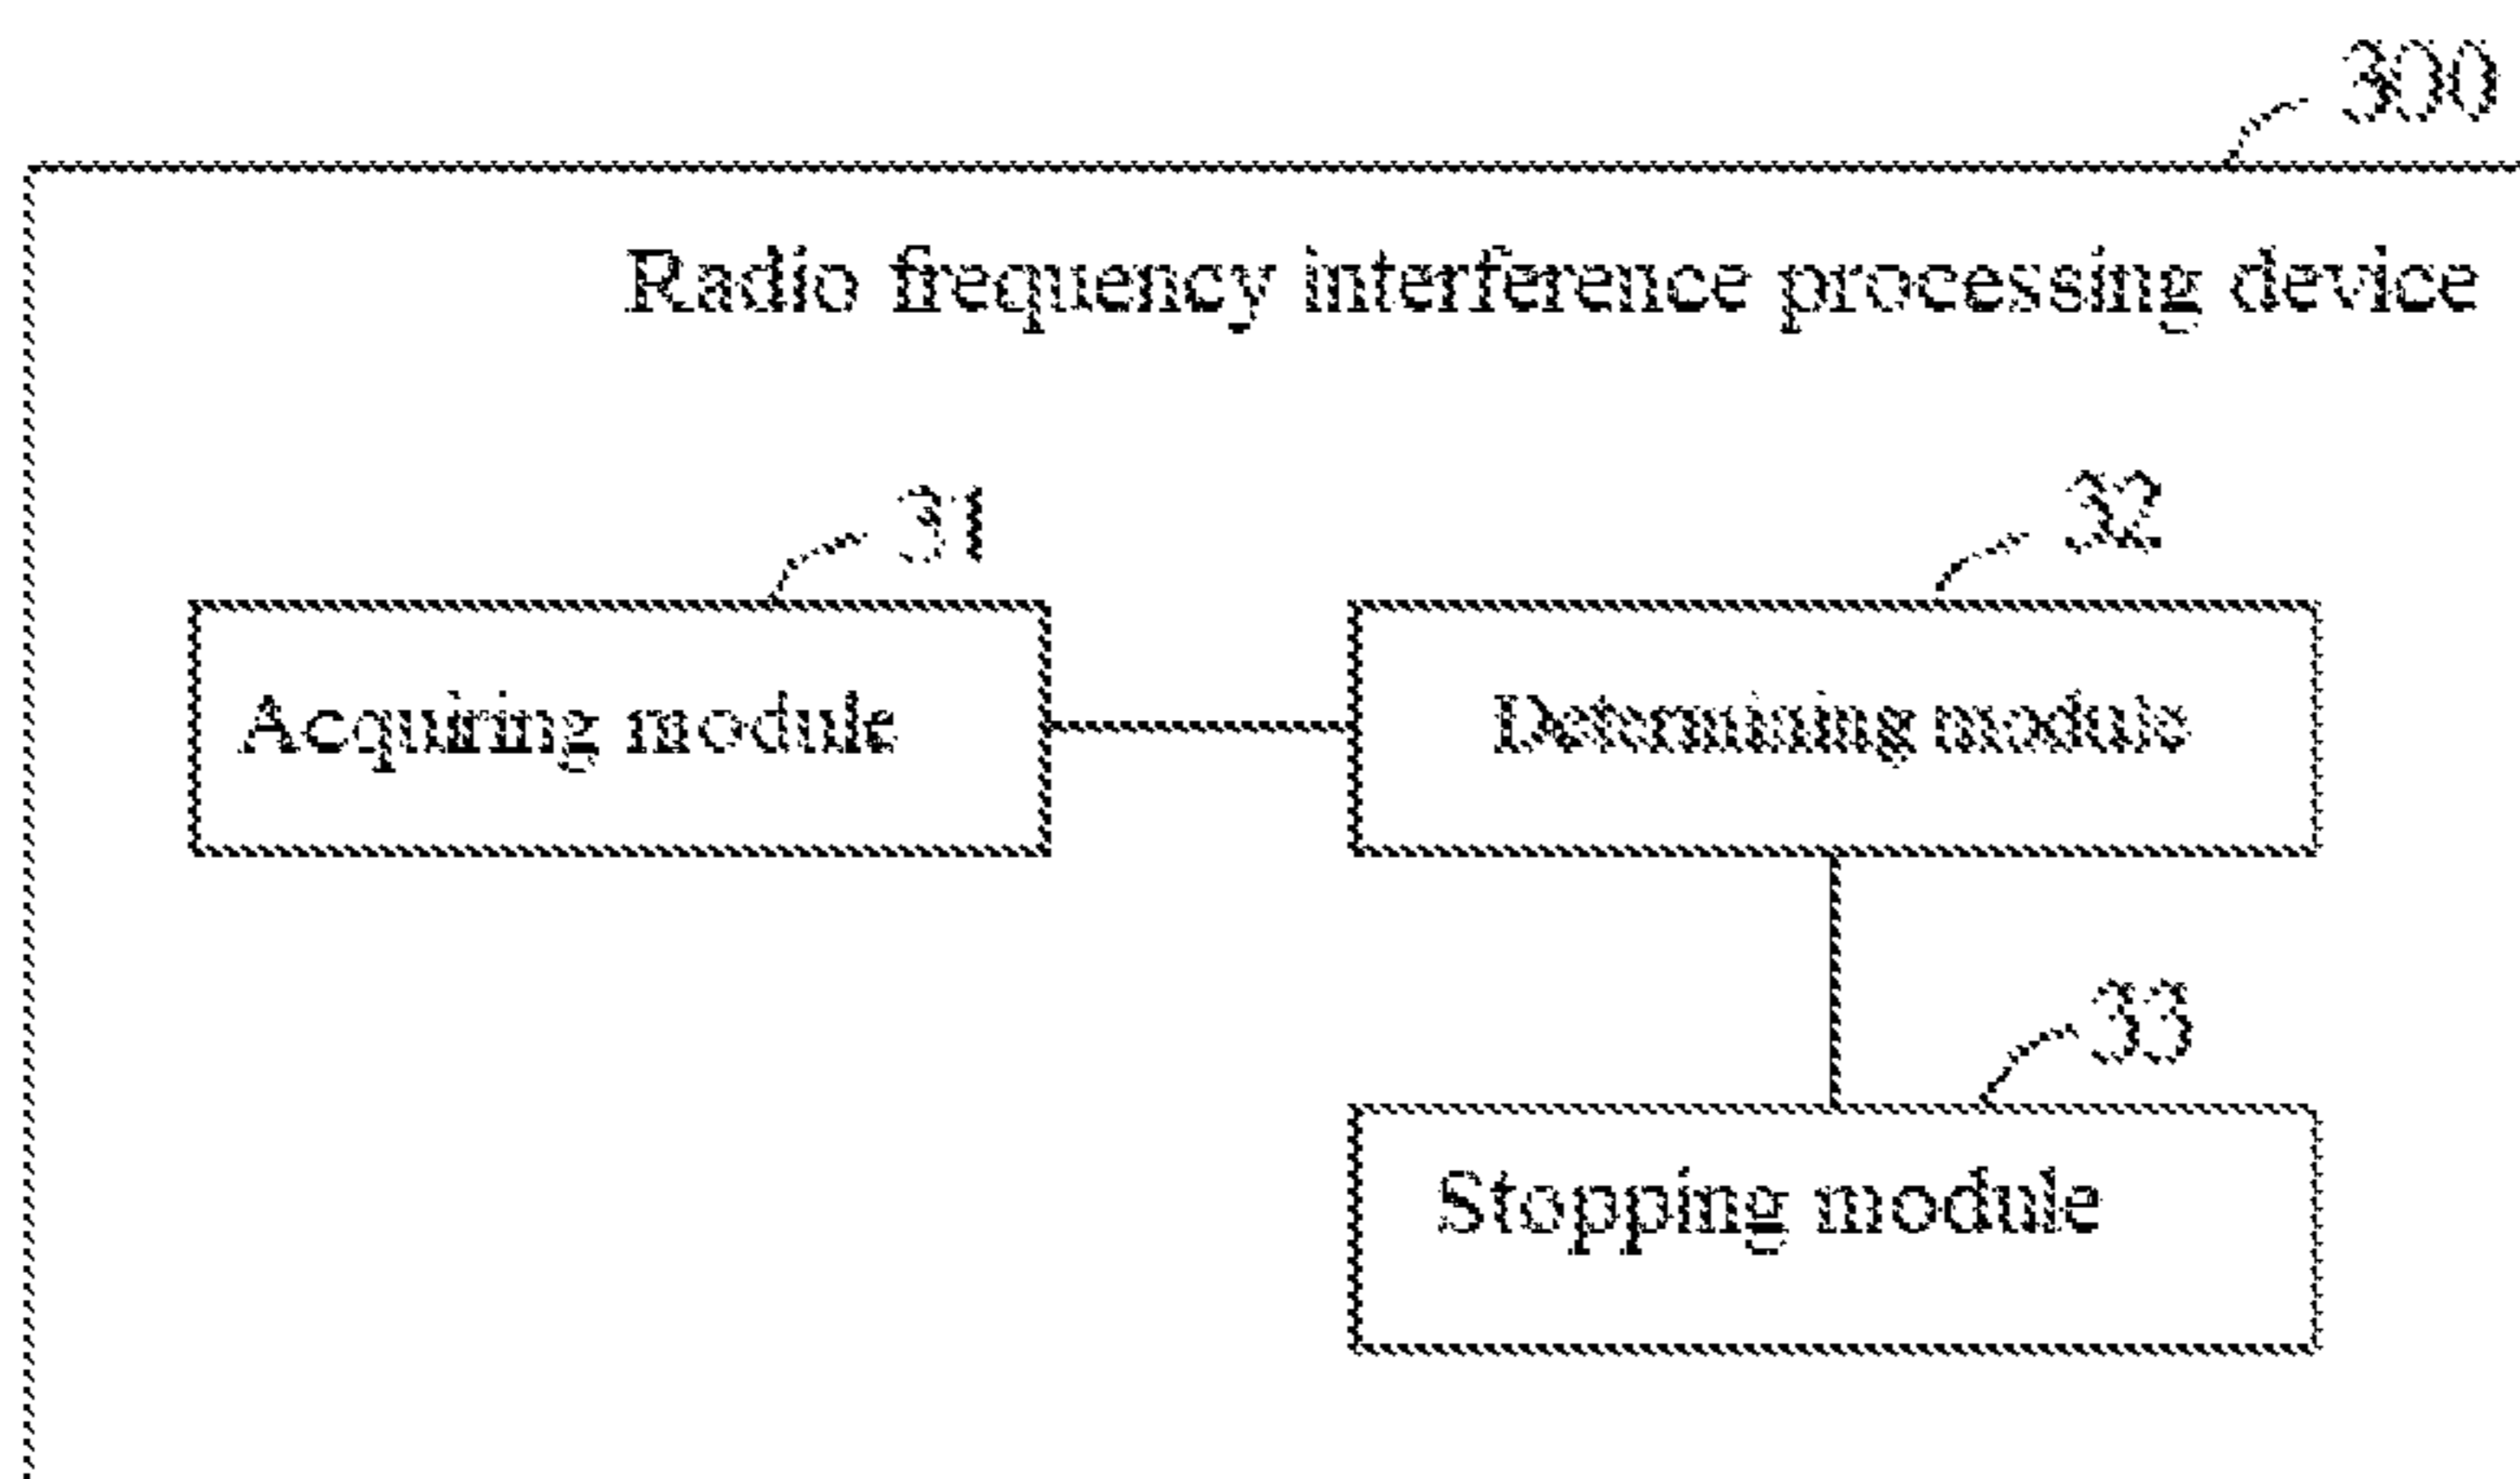 300
Radio frequency interference processing device
31
32
Acquiring module
Determining module
33
Stopping module